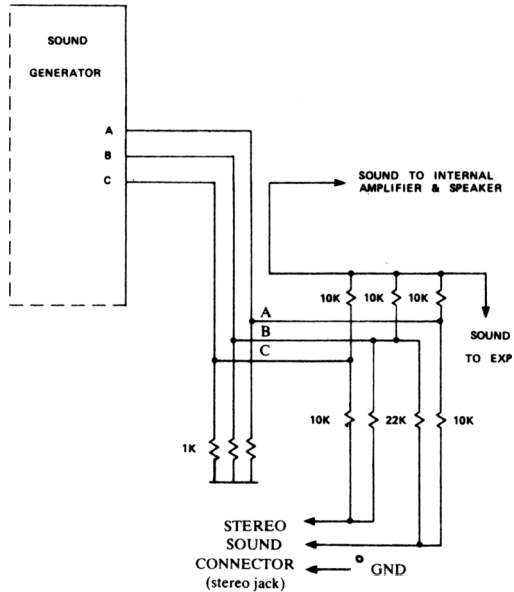 SOUND
GENERATOR
A
B
C
SOUND TO INTERNAL
AMPLIFIER & SPEAKER
10K 10K 10K
A
B
C
SOUND
TO EXP
10K 22K 10K
1K
STEREO
SOUND
CONNECTOR
(stereo jack)
GND